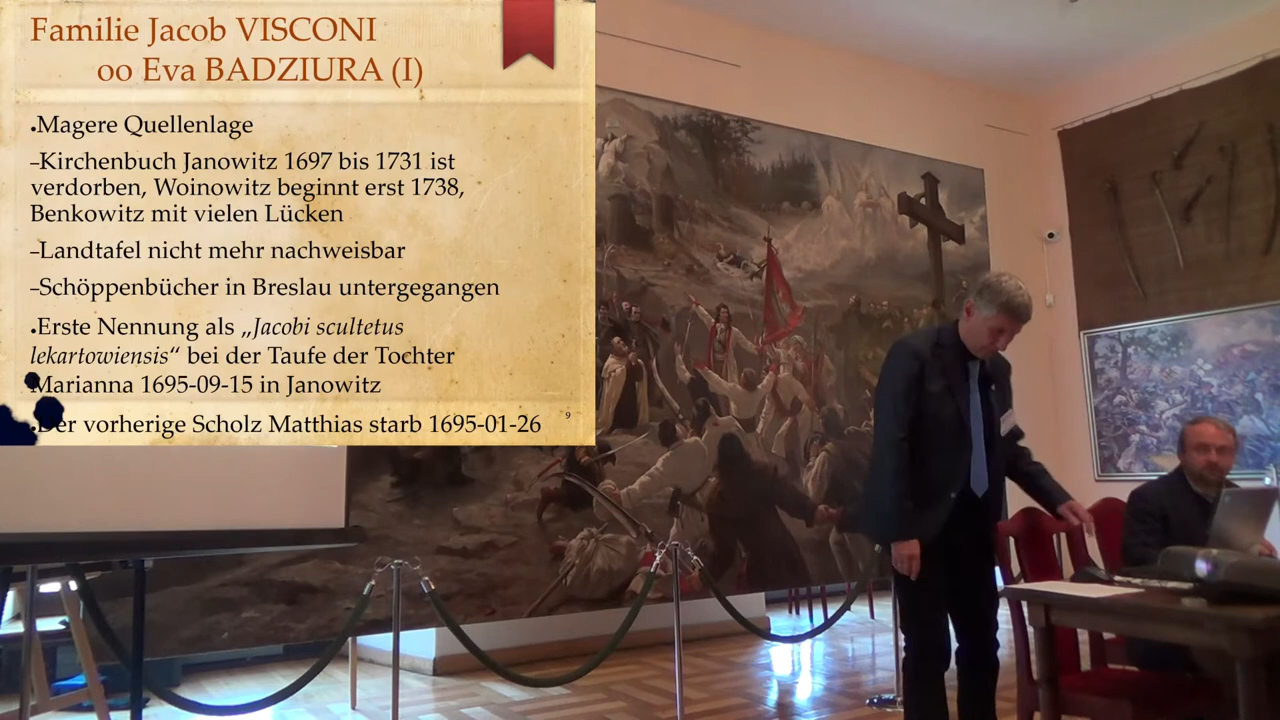 Familie Jacob VISCONI
oo Eva BADZIURA (I)
•Magere Quellenlage
–Kirchenbuch Janowitz 1697 bis 1731 ist
verdorben, Woinowitz beginnt erst 1738,
Benkowitz mit vielen Lücken
–Landtafel nicht mehr nachweisbar
–Schöppenbücher in Breslau untergegangen
•Erste Nennung als „Jacobi scultetus
lekartowiensis“ bei der Taufe der Tochter
Marianna 1695-09-15 in Janowitz
•Der vorherige Scholz Matthias starb 1695-01-26
9